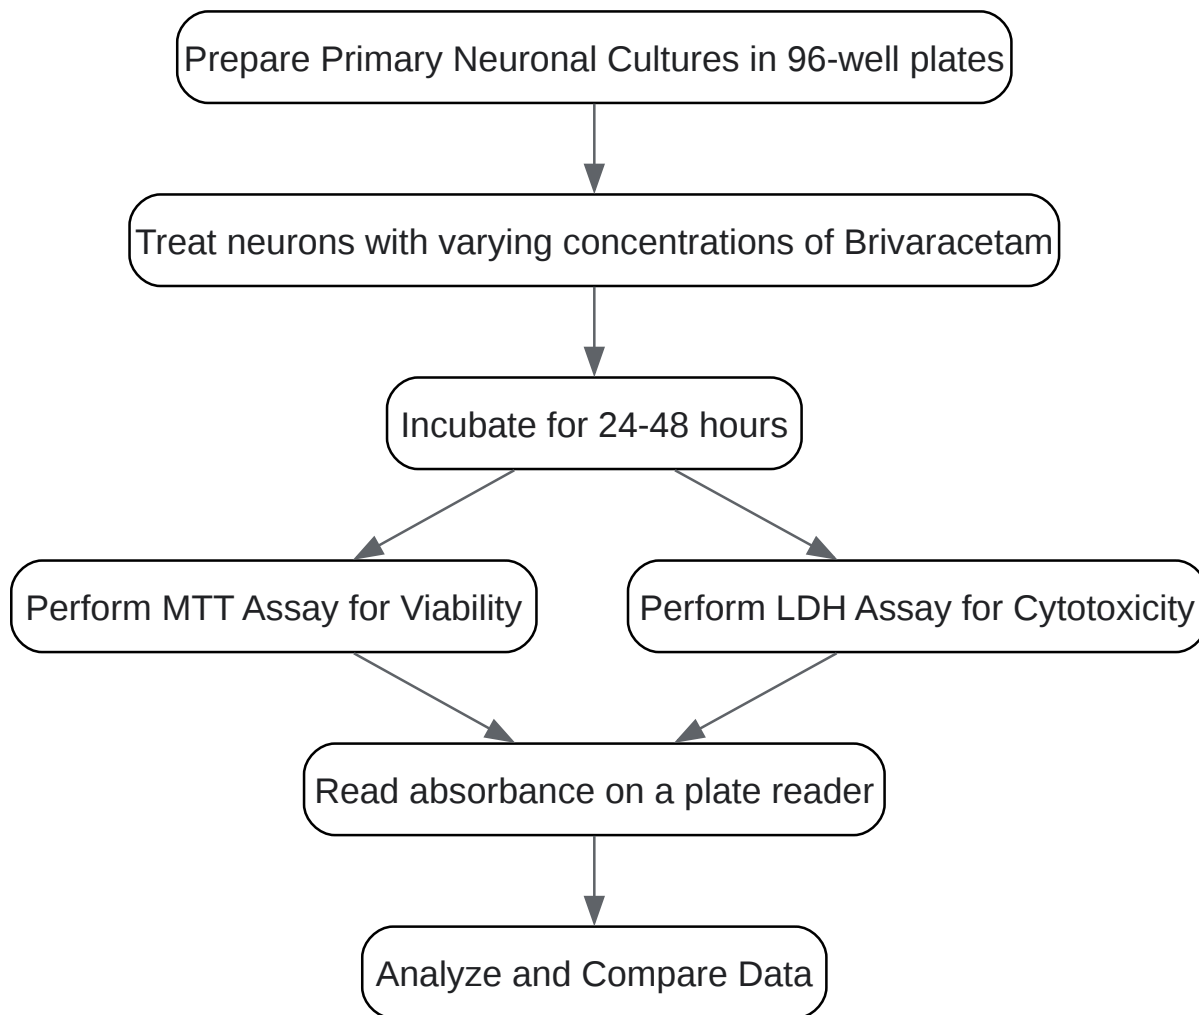 Prepare Primary Neuronal Cultures in 96-well plates
Treat neurons with varying concentrations of Brivaracetam
Incubate for 24-48 hours
Perform MTT Assay for Viability
Perform LDH Assay for Cytotoxicity
Read absorbance on a plate reader
Analyze and Compare Data